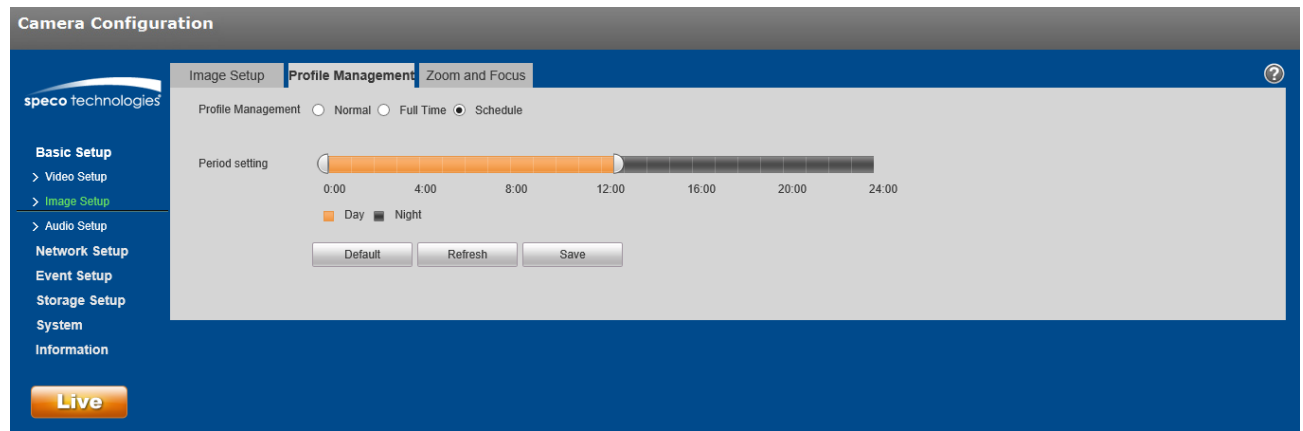 Camera Configuration
Image Setup Profile Management Zoom and Focus ?
speco technologies
Profile Management Normal Full Time Schedule
Basic Setup
> Video Setup
> Image Setup
> Audio Setup
Network Setup
Event Setup
Storage Setup
System
Information
Live
Period setting
0:00 4:00 8:00 12:00 16:00 20:00 24:00
Day Night
Default Refresh Save